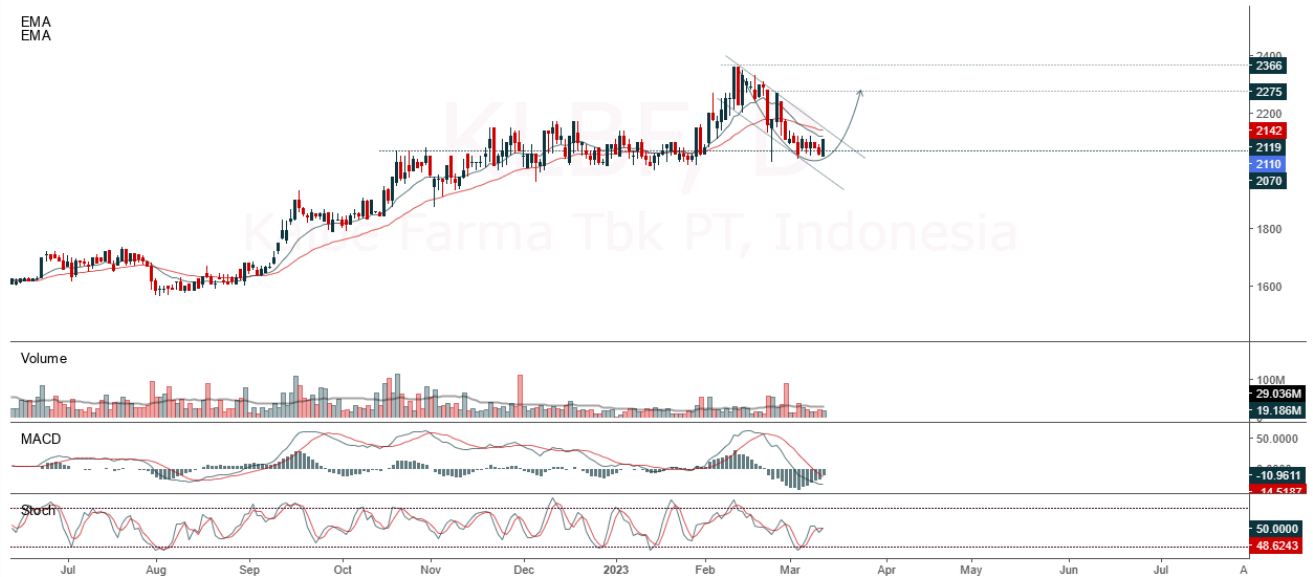 EMA
EMA
KLBF, D
Kalbe Farma Tbk PT, Indonesia
2400
2366
2275
2200
2142
2119
2110
2070
1800
1600
Volume
100M
29.036M
19.186M
MACD
50.0000
-10.9611
-14.5187
Stoch
50.0000
48.6243
Jul Aug Sep Oct Nov Dec 2023 Feb Mar Apr May Jun Jul A